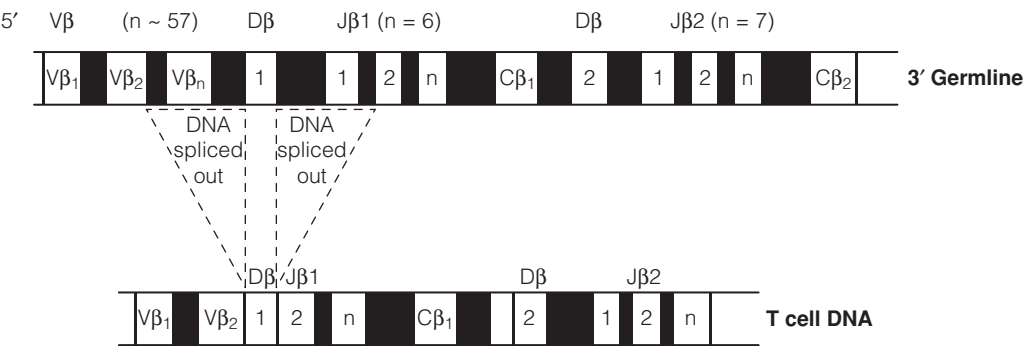 5′ Vβ (n ~ 57) Dβ Jβ1 (n = 6) Dβ Jβ2 (n = 7)
Vβ₁ Vβ₂ Vβₙ 1 1 2 n Cβ₁ 2 1 2 n Cβ₂ 3′ Germline
DNA DNA
spliced spliced
out out
Dβ Jβ1 Dβ Jβ2
Vβ₁ Vβ₂ 1 2 n Cβ₁ 2 1 2 n T cell DNA